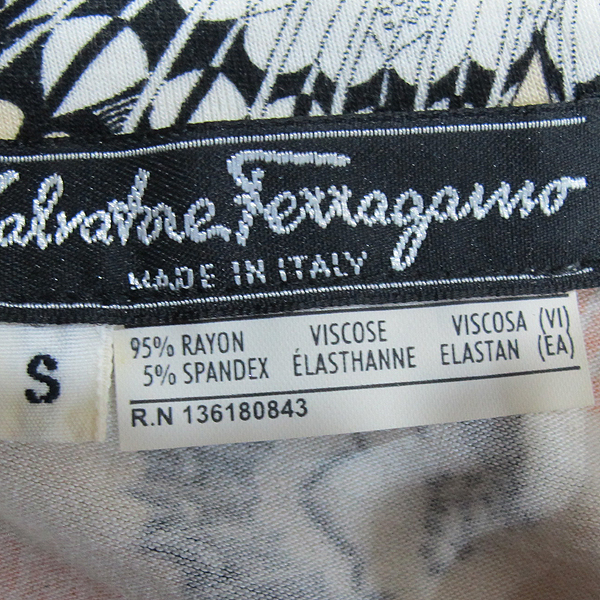 Salvatore Ferragamo
MADE IN ITALY
S
95% RAYON VISCOSE VISCOSA (VI)
5% SPANDEX ÉLASTHANNE ELASTAN (EA)
R.N 136180843